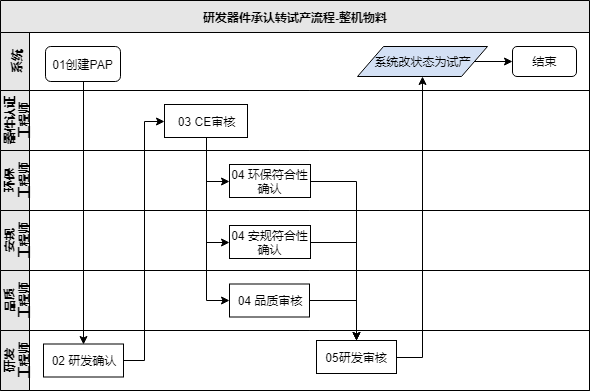 研发器件承认转试产流程-整机物料
系统
01创建PAP
系统改状态为试产
结束
器件认证
工程师
03 CE审核
环保
工程师
04 环保符合性
确认
安规
工程师
04 安规符合性
确认
品质
工程师
04 品质审核
研发
工程师
02 研发确认
05研发审核